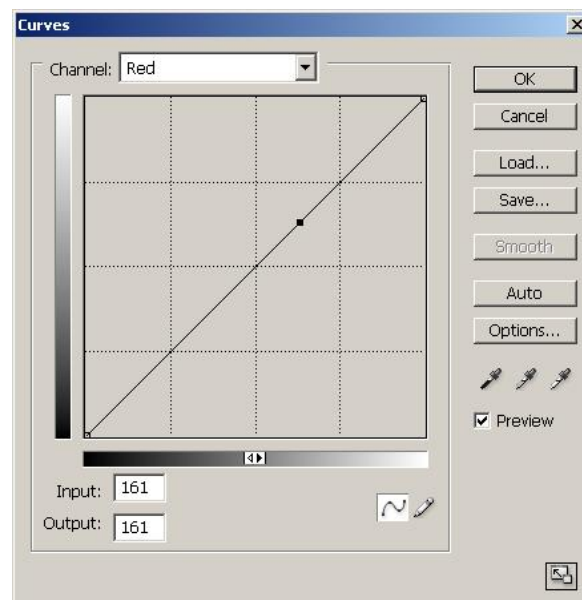 Curves
Channel: Red
OK
Cancel
Load...
Save...
Smooth
Auto
Options...
Preview
Input: 161
Output: 161